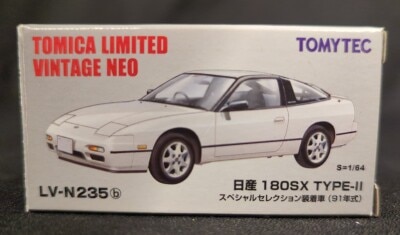 TOMICA LIMITED
VINTAGE NEO
TOMYTEC
S=1/64
LV-N235 ⓑ
日産 180SX TYPE-II
スペシャルセレクション装着車 (91年式)